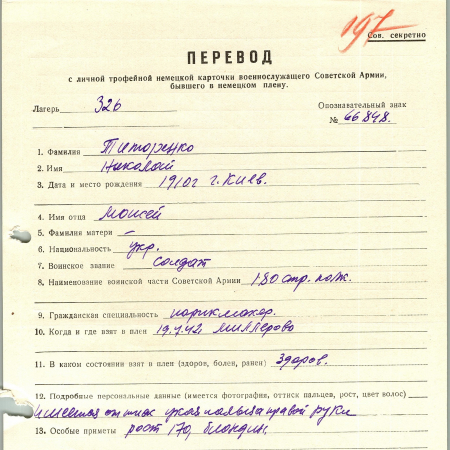 197
Сов. секретно
ПЕРЕВОД
с личной трофейной немецкой карточки военнослужащего Советской Армии,
бывшего в немецком плену.
Лагерь 326
Опознавательный знак
№ 66848.
1. Фамилия Титоренко
2. Имя Николай
3. Дата и место рождения 1910г г. Киев.
4. Имя отца Моисей
5. Фамилия матери —
6. Национальность укр.
7. Воинское звание солдат
8. Наименование воинской части Советской Армии 180 стр. полк.
9. Гражданская специальность парикмахер.
10. Когда и где взят в плен 19.7.42. Миллерово
11. В каком состоянии взят в плен (здоров, болен, ранен) здоров.
12. Подробные персональные данные (имеется фотография, оттиск пальцев, рост, цвет волос)
имеется оттиск указ пальца правой руки
13. Особые приметы рост 170, блондин.